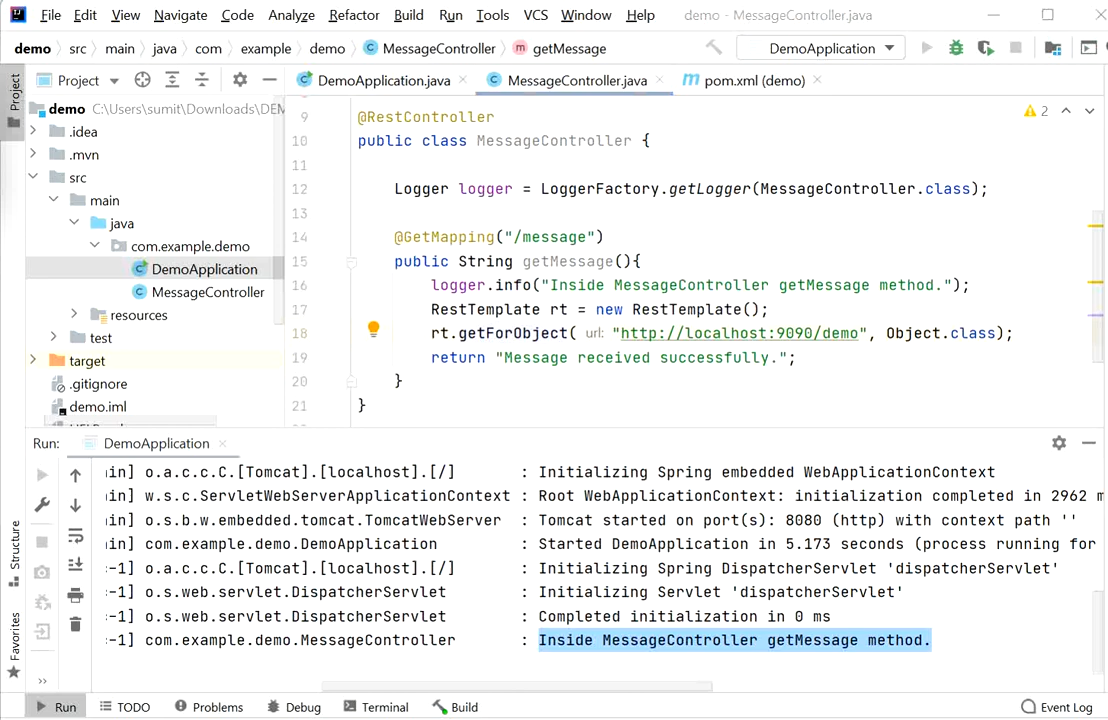 File Edit View Navigate Code Analyze Refactor Build Run Tools VCS Window Help demo - MessageController.java
demo src main java com example demo MessageController getMessage DemoApplication
Project DemoApplication.java MessageController.java pom.xml (demo)
Project
demo C:\Users\sumit\Downloads\DEM
.idea
.mvn
src
main
java
com.example.demo
DemoApplication
MessageController
resources
test
target
.gitignore
demo.iml
2
9 @RestController
10 public class MessageController {
11
12 Logger logger = LoggerFactory.getLogger(MessageController.class);
13
14 @GetMapping("/message")
15 public String getMessage(){
16 logger.info("Inside MessageController getMessage method.");
17 RestTemplate rt = new RestTemplate();
18 rt.getForObject( url: "http://localhost:9090/demo", Object.class);
19 return "Message received successfully.";
20 }
21 }
Run: DemoApplication
in] o.a.c.c.C.[Tomcat].[localhost].[/] : Initializing Spring embedded WebApplicationContext
in] w.s.c.ServletWebServerApplicationContext : Root WebApplicationContext: initialization completed in 2962 m
in] o.s.b.w.embedded.tomcat.TomcatWebServer : Tomcat started on port(s): 8080 (http) with context path ''
in] com.example.demo.DemoApplication : Started DemoApplication in 5.173 seconds (process running for
-1] o.a.c.c.C.[Tomcat].[localhost].[/] : Initializing Spring DispatcherServlet 'dispatcherServlet'
-1] o.s.web.servlet.DispatcherServlet : Initializing Servlet 'dispatcherServlet'
-1] o.s.web.servlet.DispatcherServlet : Completed initialization in 0 ms
-1] com.example.demo.MessageController : Inside MessageController getMessage method.
Structure
Favorites
Run TODO Problems Debug Terminal Build Event Log